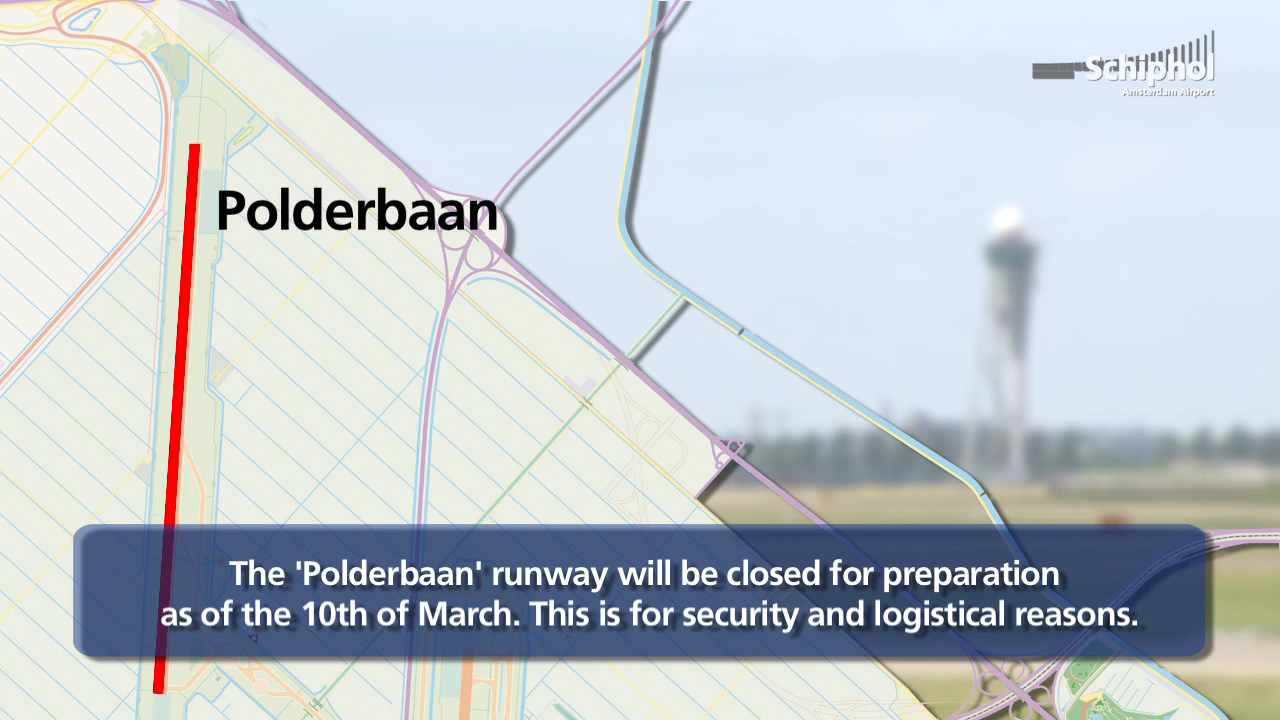 Schiphol
Amsterdam Airport
Polderbaan
The 'Polderbaan' runway will be closed for preparation
as of the 10th of March. This is for security and logistical reasons.